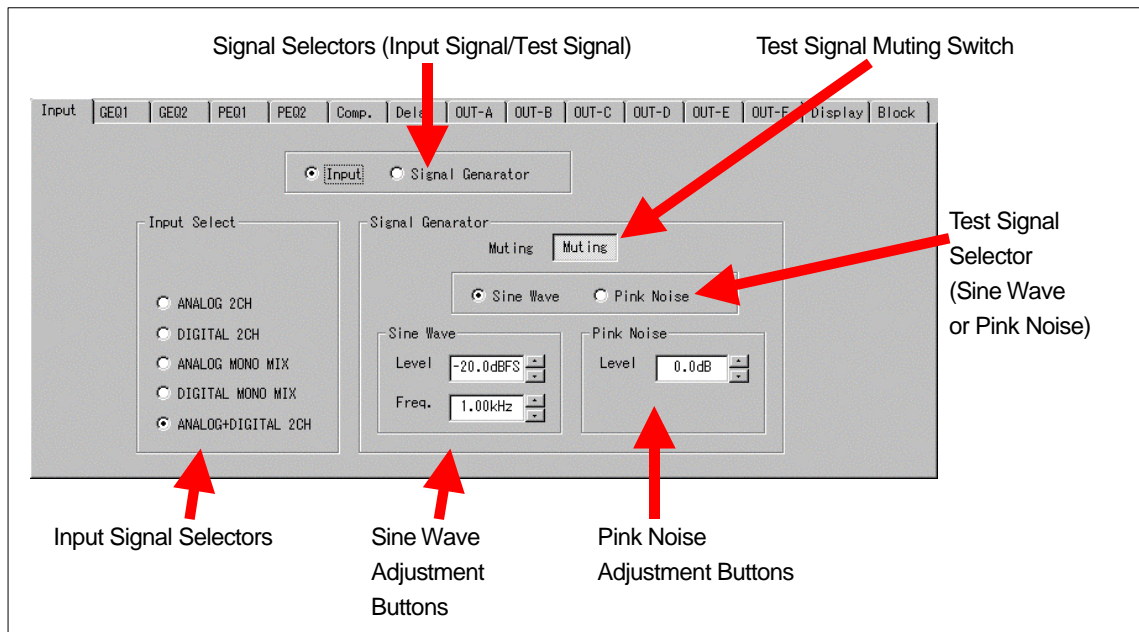 Signal Selectors (Input Signal/Test Signal)
Test Signal Muting Switch
Input GEQ1 GEQ2 PEQ1 PEQ2 Comp. OUT-A OUT-B OUT-C OUT-D OUT-E Display Block
Input Signal Genarator
Input Select
ANALOG 2CH
DIGITAL 2CH
ANALOG MONO MIX
DIGITAL MONO MIX
ANALOG+DIGITAL 2CH
Signal Genarator
Muting Muting
Sine Wave Pink Noise
Sine Wave
Level -20.0dBFS
Freq. 1.00kHz
Pink Noise
Level 0.0dB
Test Signal
Selector
(Sine Wave
or Pink Noise)
Input Signal Selectors
Sine Wave
Adjustment
Buttons
Pink Noise
Adjustment Buttons